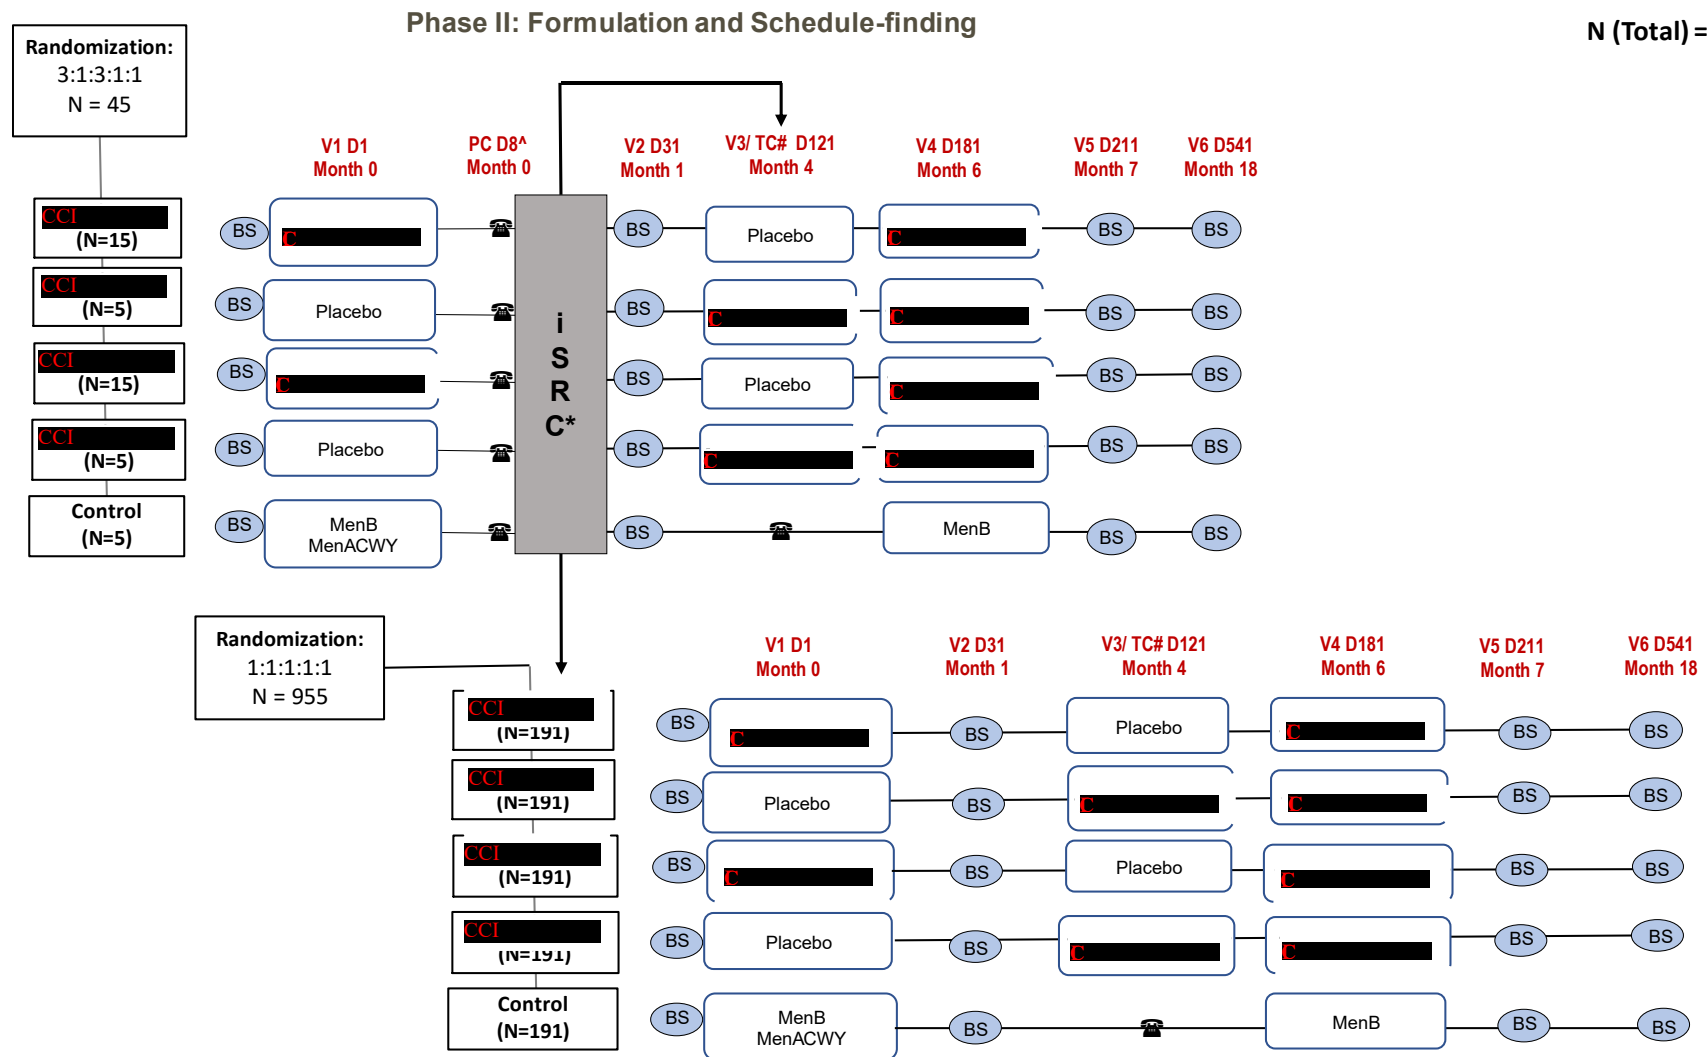 Phase II: Formulation and Schedule-finding
N (Total) =
Randomization:
3:1:3:1:1
N = 45
V1 D1
Month 0
PC D8^
Month 0
V2 D31
Month 1
V3/ TC# D121
Month 4
V4 D181
Month 6
V5 D211
Month 7
V6 D541
Month 18
CCI
(N=15)
BS
C
BS
Placebo
C
BS
BS
CCI
(N=5)
BS
Placebo
BS
C
C
BS
BS
CCI
(N=15)
BS
C
BS
Placebo
C
BS
BS
CCI
(N=5)
BS
Placebo
BS
C
C
BS
BS
Control
(N=5)
BS
MenB
MenACWY
BS
MenB
BS
BS
i
S
R
C*
Randomization:
1:1:1:1:1
N = 955
V1 D1
Month 0
V2 D31
Month 1
V3/ TC# D121
Month 4
V4 D181
Month 6
V5 D211
Month 7
V6 D541
Month 18
CCI
(N=191)
BS
C
BS
Placebo
C
BS
BS
CCI
(N=191)
BS
Placebo
BS
C
C
BS
BS
CCI
(N=191)
BS
C
BS
Placebo
C
BS
BS
CCI
(N=191)
BS
Placebo
BS
C
C
BS
BS
Control
(N=191)
BS
MenB
MenACWY
BS
MenB
BS
BS